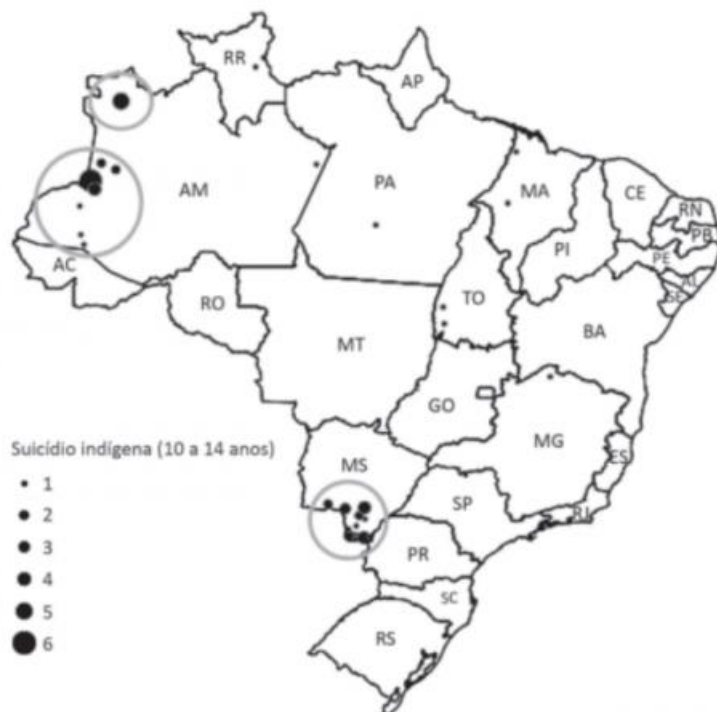 RR
AP
AM
PA
MA
CE
RN
PB
PE
AL
SE
PI
AC
RO
TO
BA
MT
GO
MG
ES
MS
SP
RJ
PR
SC
RS
Suicídio indígena (10 a 14 anos)
1
2
3
4
5
6